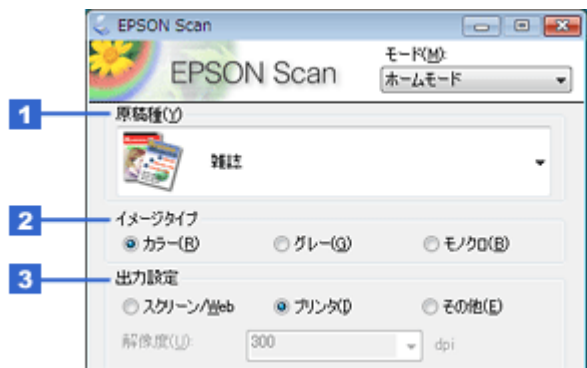 EPSON Scan
EPSON Scan
モード(M):
ホームモード
1
原稿種(Y)
雑誌
2
イメージタイプ
カラー(R) グレー(G) モノクロ(B)
3
出力設定
スクリーン/Web プリンタ(I) その他(E)
解像度(U): 300 dpi